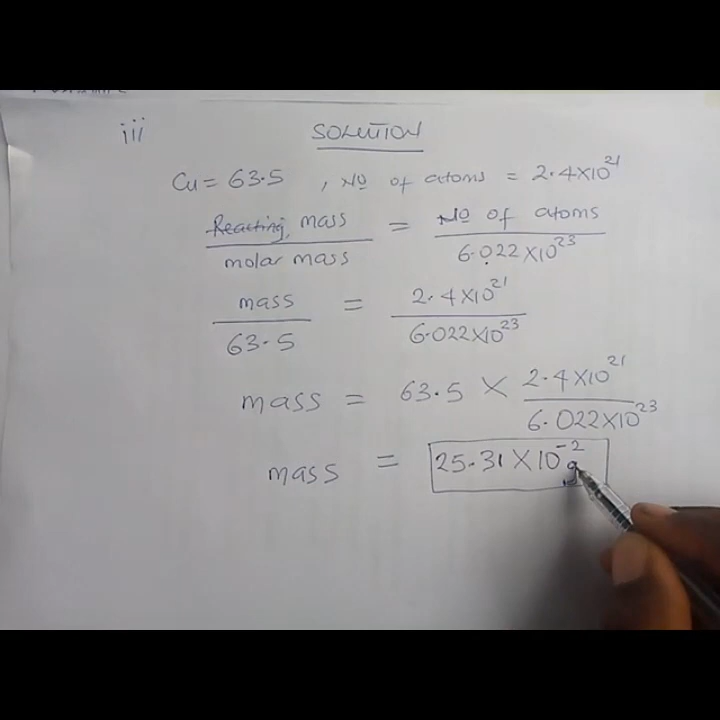 iii SOLUTION
Cu = 63.5 , No of atoms = 2.4×10²¹
Reacting mass / molar mass = No of atoms / 6.022×10²³
mass / 63.5 = 2.4×10²¹ / 6.022×10²³
mass = 63.5 × 2.4×10²¹ / 6.022×10²³
mass = 25.31×10⁻² g